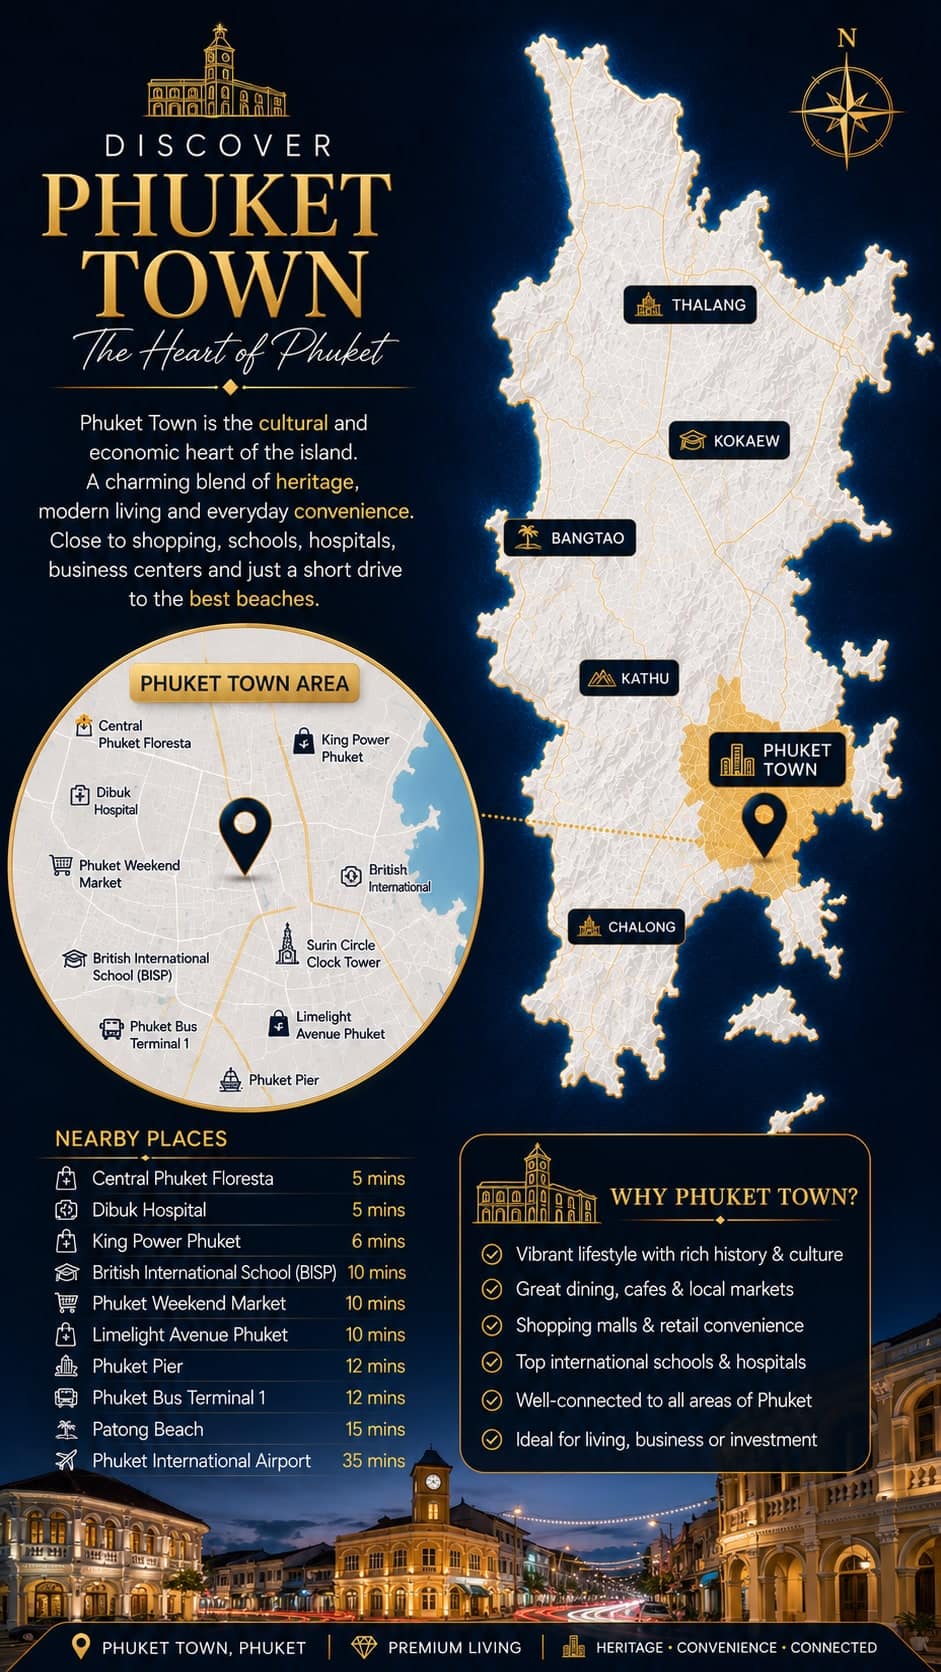 DISCOVER
PHUKET
TOWN
The Heart of Phuket
Phuket Town is the cultural and
economic heart of the island.
A charming blend of heritage,
modern living and everyday convenience.
Close to shopping, schools, hospitals,
business centers and just a short drive
to the best beaches.
N
THALANG
KOKAEW
BANGTAO
KATHU
PHUKET
TOWN
CHALONG
PHUKET TOWN AREA
Central
Phuket Floresta
King Power
Phuket
Dibuk
Hospital
Phuket Weekend
Market
British
International
British International
School (BISP)
Surin Circle
Clock Tower
Phuket Bus
Terminal 1
Limelight
Avenue Phuket
Phuket Pier
NEARBY PLACES
Central Phuket Floresta 5 mins
Dibuk Hospital 5 mins
King Power Phuket 6 mins
British International School (BISP) 10 mins
Phuket Weekend Market 10 mins
Limelight Avenue Phuket 10 mins
Phuket Pier 12 mins
Phuket Bus Terminal 1 12 mins
Patong Beach 15 mins
Phuket International Airport 35 mins
WHY PHUKET TOWN?
Vibrant lifestyle with rich history & culture
Great dining, cafes & local markets
Shopping malls & retail convenience
Top international schools & hospitals
Well-connected to all areas of Phuket
Ideal for living, business or investment
PHUKET TOWN, PHUKET
PREMIUM LIVING
HERITAGE • CONVENIENCE • CONNECTED